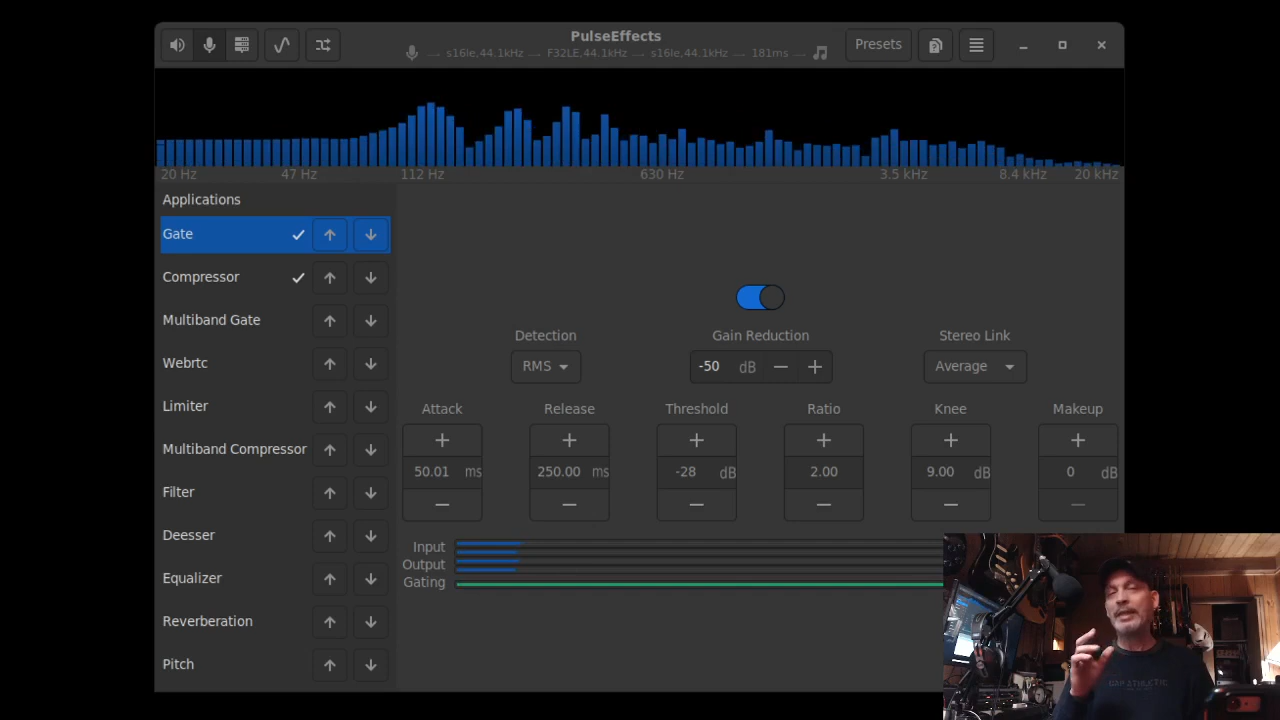 PulseEffects
s16le,44.1kHz F32LE,44.1kHz s16le,44.1kHz 181ms
Presets
20 Hz 47 Hz 112 Hz 630 Hz 3.5 kHz 8.4 kHz 20 kHz
Applications
Gate
Compressor
Multiband Gate
Webrtc
Limiter
Multiband Compressor
Filter
Deesser
Equalizer
Reverberation
Pitch
Detection Gain Reduction Stereo Link
RMS -50 dB Average
Attack Release Threshold Ratio Knee Makeup
50.01 ms 250.00 ms -28 dB 2.00 9.00 dB 0 dB
Input
Output
Gating
GAP ATHLETIC